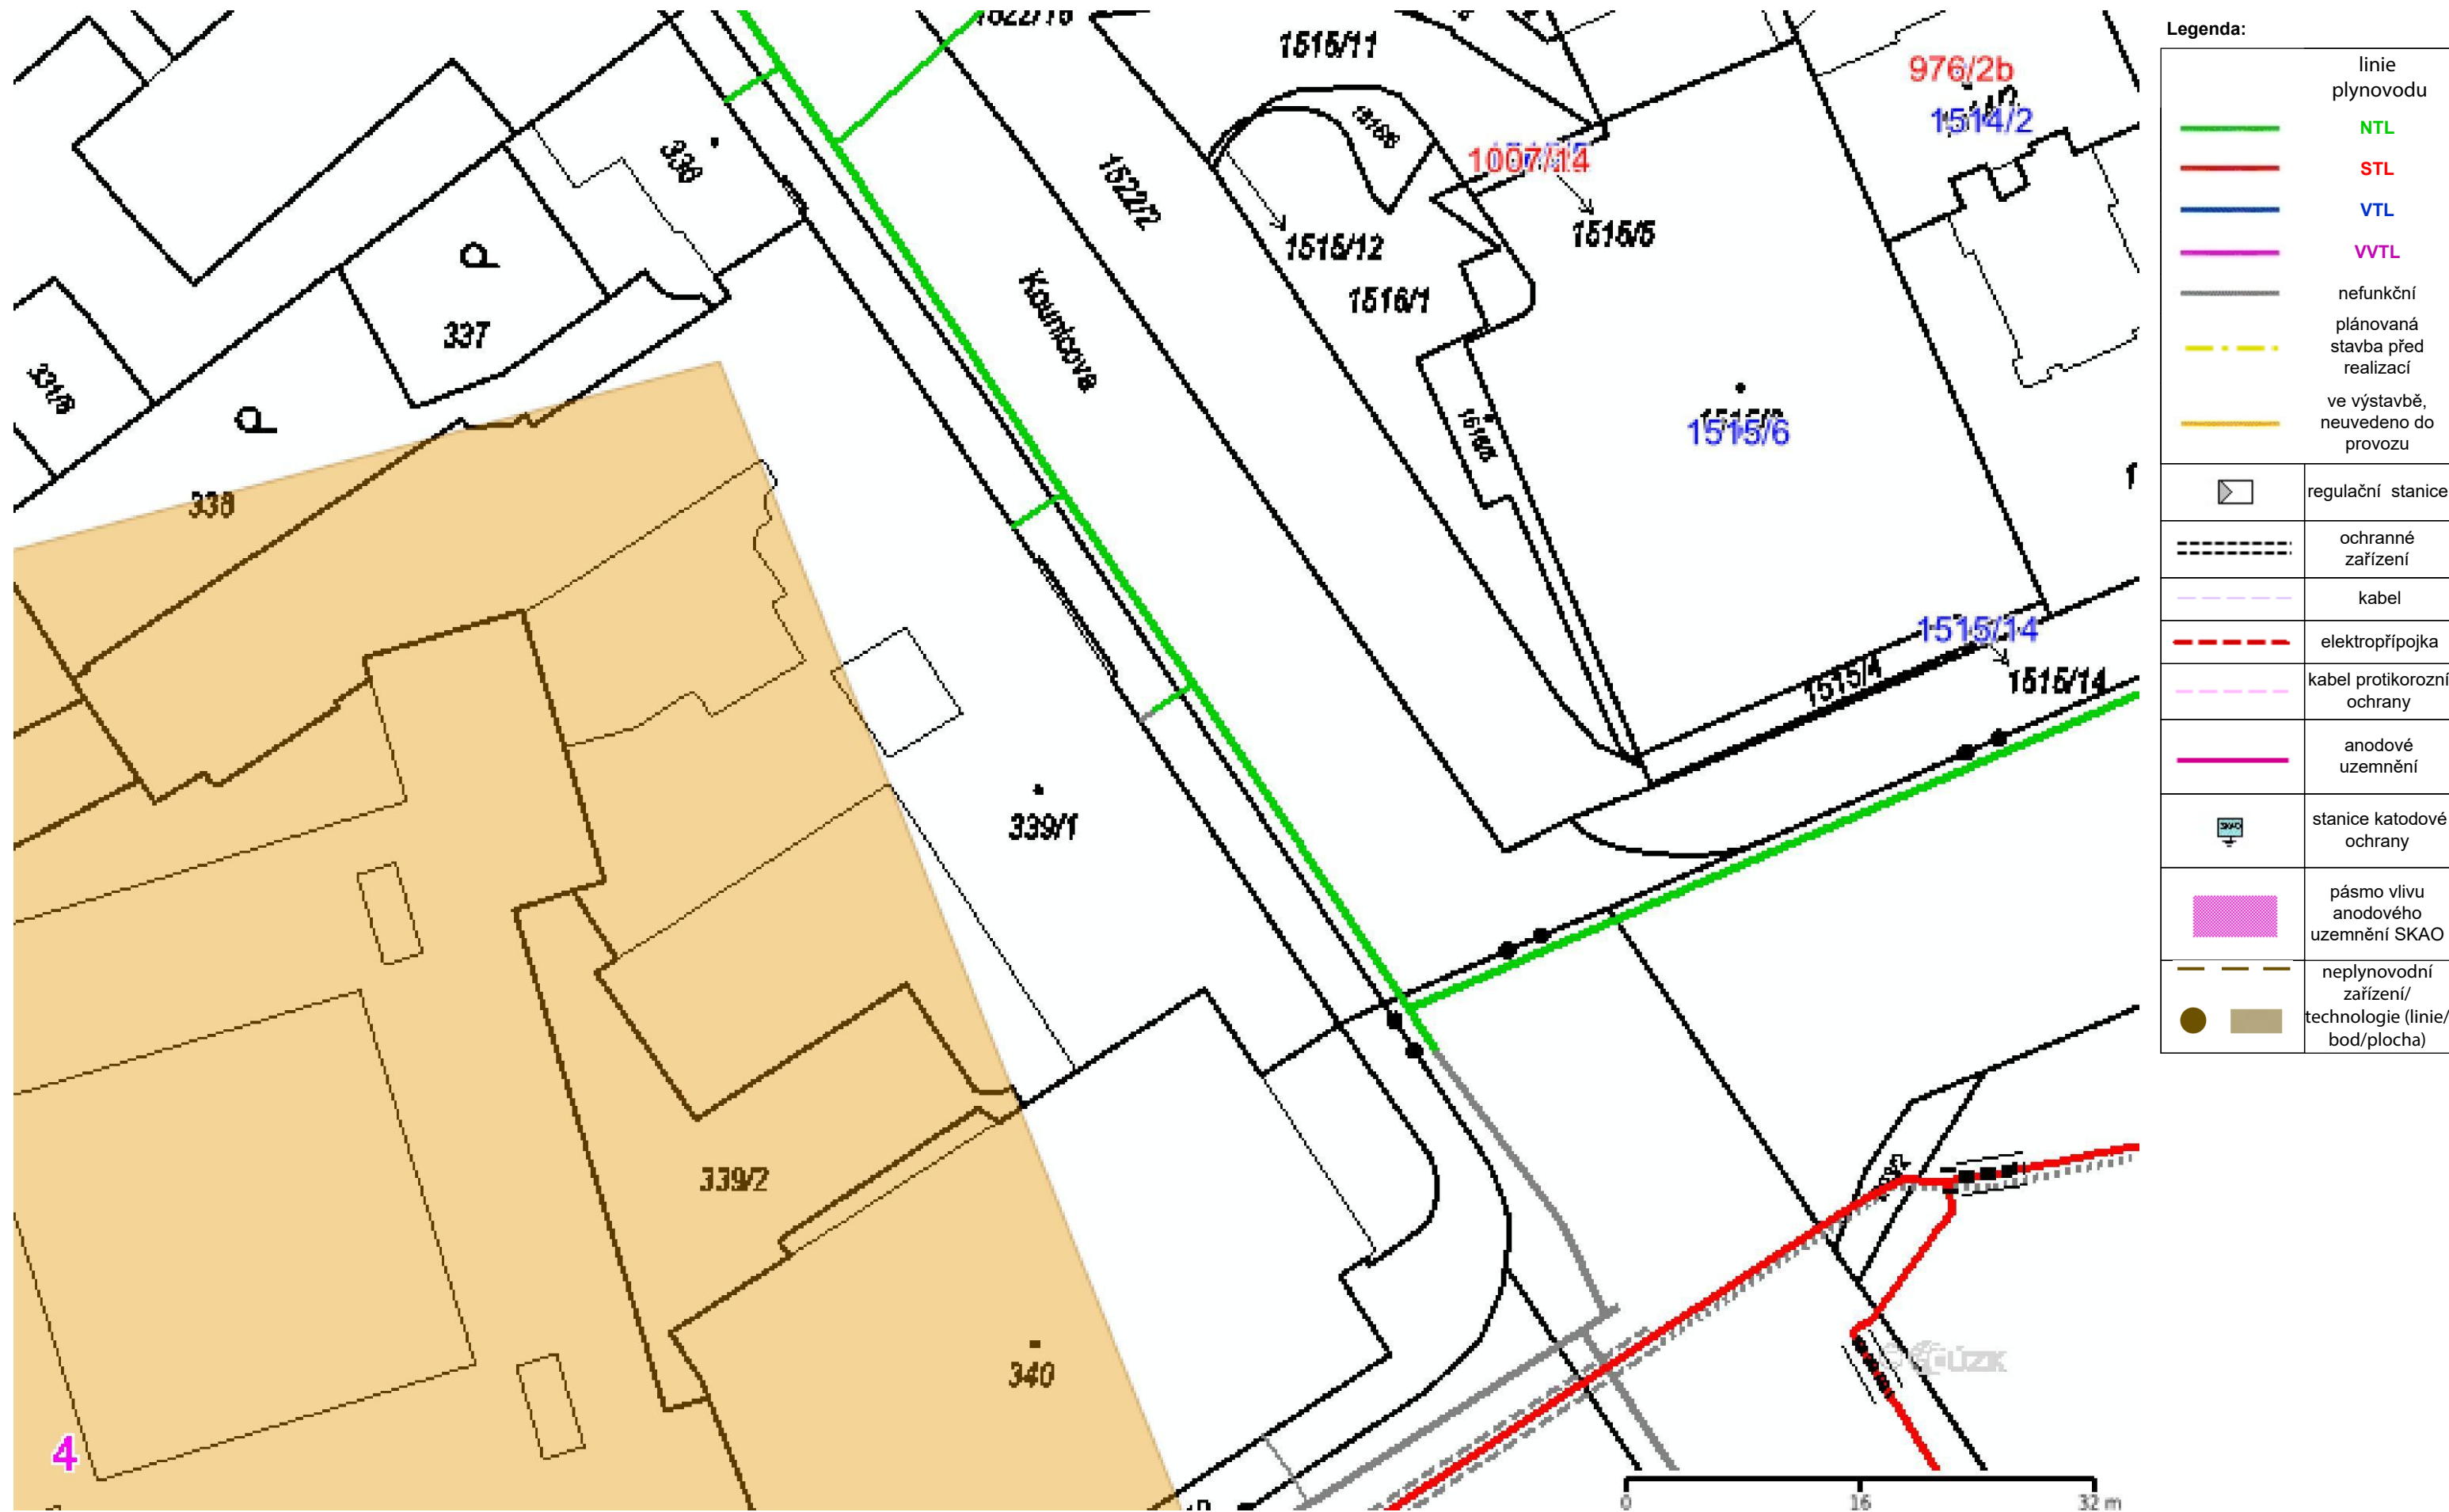 1515/11
976/2b
1514/2
336
1007/14
1522/2
1515/12
1515/5
1516/1
337
P
P
Kounicova
338
1515/6
1515/14
1515/4
1515/14
339/1
339/2
340
4
0 16 32 m
ČÚZK
Legenda:
linie
plynovodu
NTL
STL
VTL
VVTL
nefunkční
plánovaná
stavba před
realizací
ve výstavbě,
neuvedeno do
provozu
regulační stanice
ochranné
zařízení
kabel
elektropřípojka
kabel protikorozní
ochrany
anodové
uzemnění
SKAO
stanice katodové
ochrany
pásmo vlivu
anodového
uzemnění SKAO
neplynovodní
zařízení/
technologie (linie/
bod/plocha)